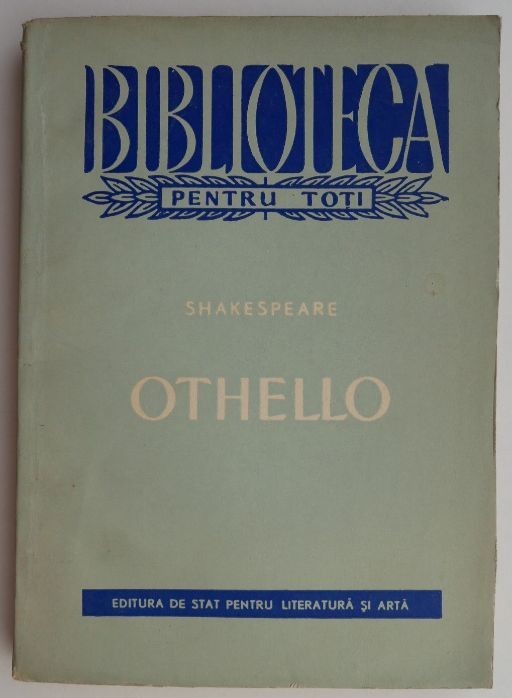 BIBLIOTECA
PENTRU TOȚI
SHAKESPEARE
OTHELLO
EDITURA DE STAT PENTRU LITERATURĂ ȘI ARTĂ